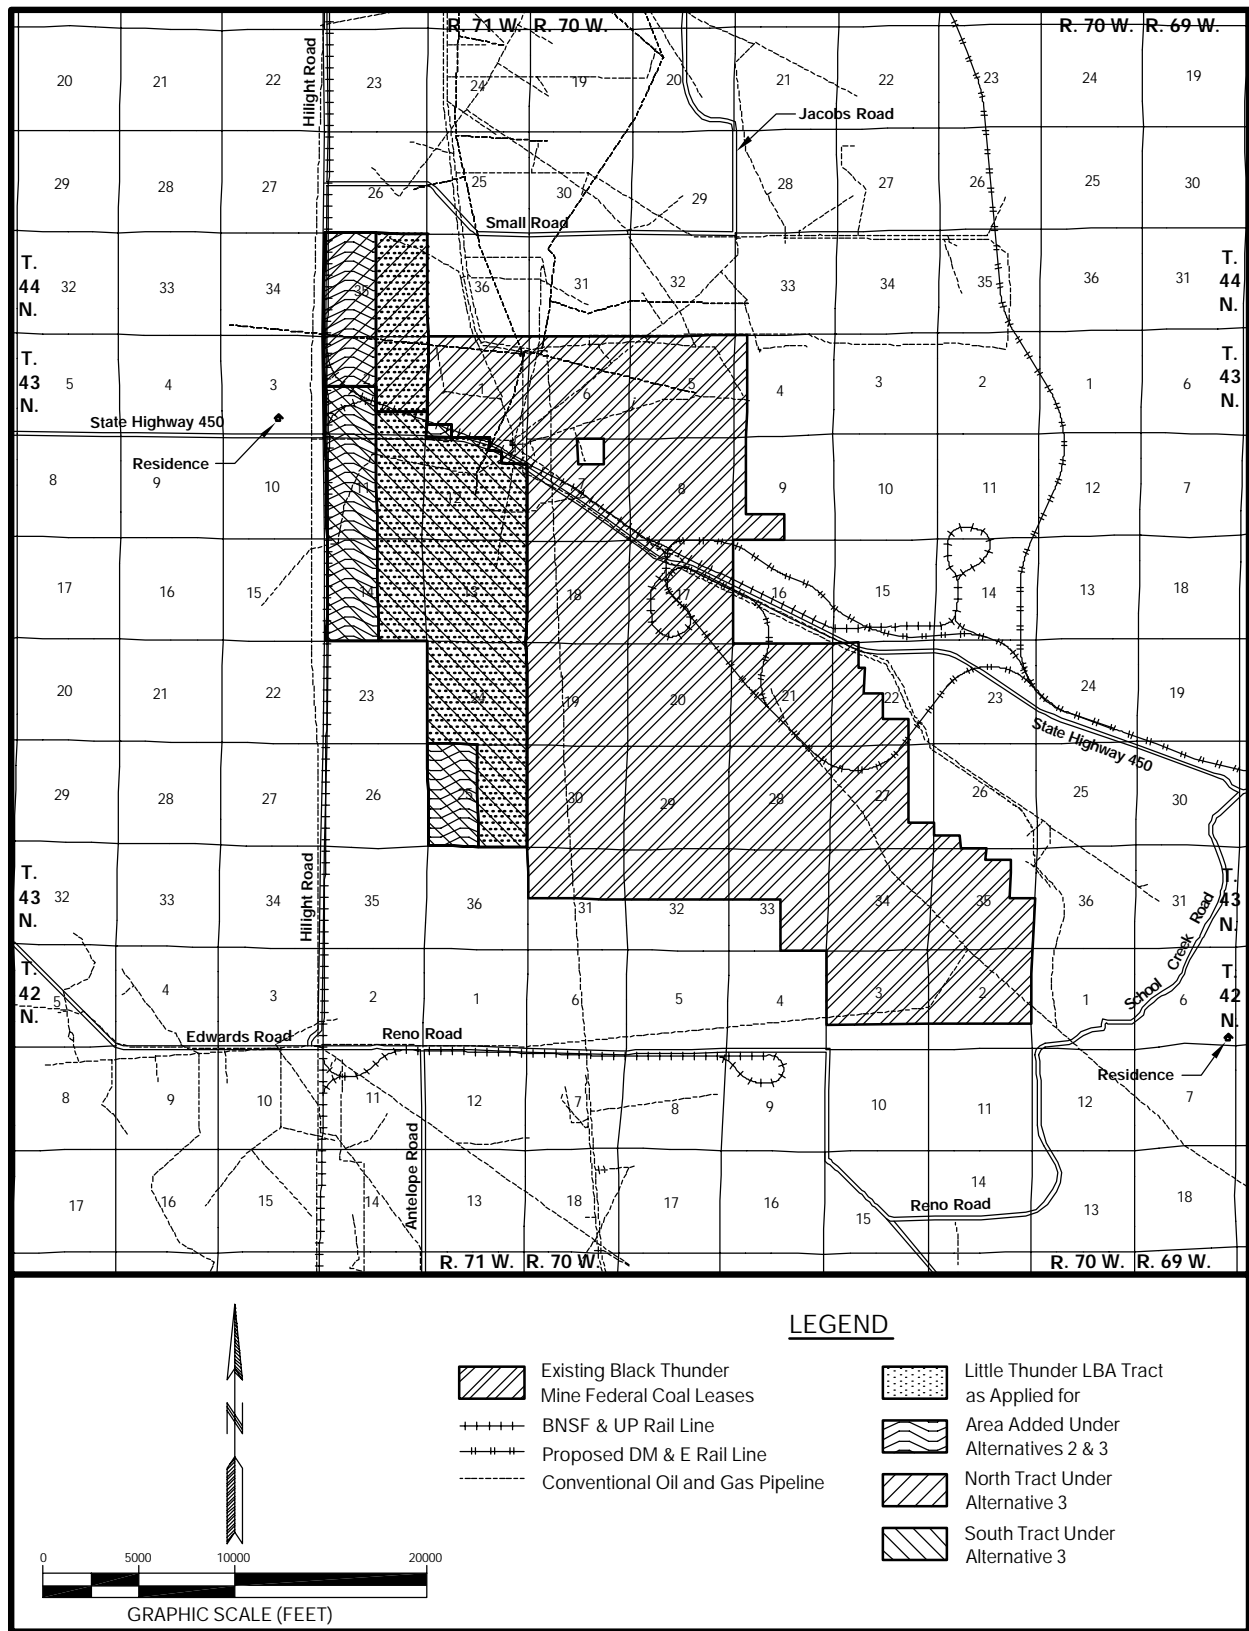 R. 71 W. R. 70 W. R. 70 W. R. 69 W.
20 21 22 23 24 19 20 21 22 23 24 19
Hilight Road
Jacobs Road
29 28 27 26 25 30 29 28 27 26 25 30
Small Road
T.
44
N.
32 33 34 35 36 31 32 33 34 35 36 31
T.
44
N.
T.
43
N.
5 4 3 2 1 6 5 4 3 2 1 6
T.
43
N.
State Highway 450
Residence
8 9 10 11 12 7 8 9 10 11 12 7
17 16 15 14 13 18 17 16 15 14 13 18
20 21 22 23 24 19 20 21 22 23 24 19
State Highway 450
29 28 27 26 25 30 29 28 27 26 25 30
Hilight Road
T.
43
N.
32 33 34 35 36 31 32 33 34 35 36 31
T.
43
N.
School Creek Road
T.
42
N.
5 4 3 2 1 6 5 4 3 2 1 6
T.
42
N.
Edwards Road
Reno Road
Residence
8 9 10 11 12 7 8 9 10 11 12 7
Antelope Road
17 16 15 14 13 18 17 16 15 14 13 18
Reno Road
R. 71 W. R. 70 W. R. 70 W. R. 69 W.
LEGEND
Existing Black Thunder
Mine Federal Coal Leases
BNSF & UP Rail Line
Proposed DM & E Rail Line
Conventional Oil and Gas Pipeline
Little Thunder LBA Tract
as Applied for
Area Added Under
Alternatives 2 & 3
North Tract Under
Alternative 3
South Tract Under
Alternative 3
N
0 5000 10000 20000
GRAPHIC SCALE (FEET)